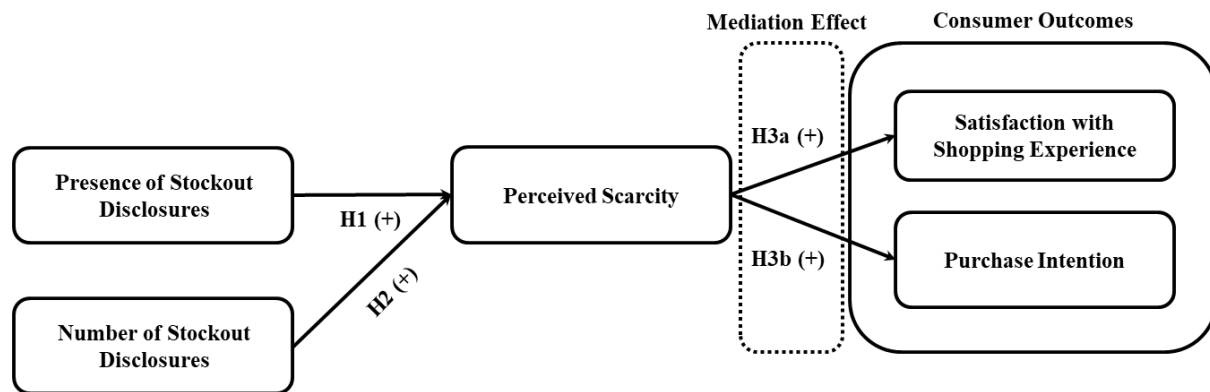 Mediation Effect
Consumer Outcomes
Presence of Stockout
Disclosures
H1 (+)
Number of Stockout
Disclosures
H2 (+)
Perceived Scarcity
H3a (+)
H3b (+)
Satisfaction with
Shopping Experience
Purchase Intention